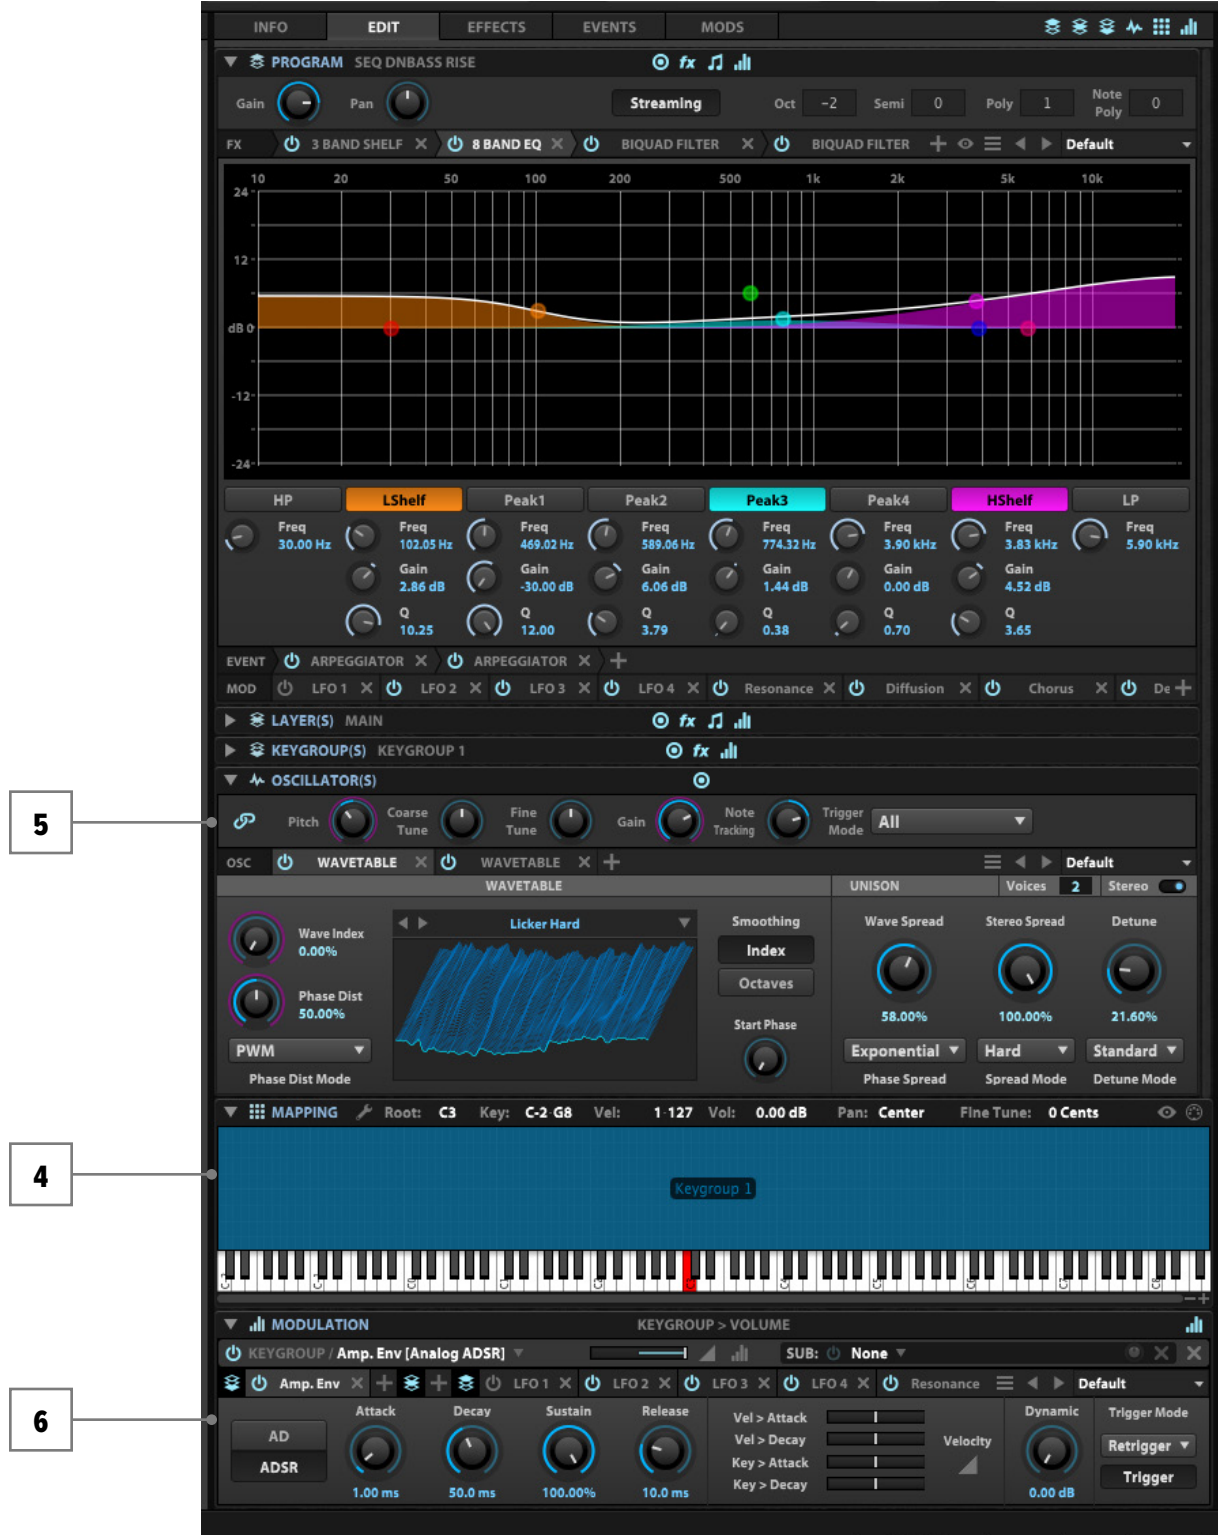 INFO EDIT EFFECTS EVENTS MODS
PROGRAM SEQ DNBASS RISE fx
Gain Pan Streaming Oct -2 Semi 0 Poly 1 Note Poly 0
FX 3 BAND SHELF 8 BAND EQ BIQUAD FILTER BIQUAD FILTER Default
10 20 50 100 200 500 1k 2k 5k 10k
24
12
dB 0
-12
-24
HP LShelf Peak1 Peak2 Peak3 Peak4 HShelf LP
Freq Freq Freq Freq Freq Freq Freq Freq
30.00 Hz 102.05 Hz 469.02 Hz 589.06 Hz 774.32 Hz 3.90 kHz 3.83 kHz 5.90 kHz
Gain Gain Gain Gain Gain Gain
2.86 dB -30.00 dB 6.06 dB 1.44 dB 0.00 dB 4.52 dB
Q Q Q Q Q Q
10.25 12.00 3.79 0.38 0.70 3.65
EVENT ARPEGGIATOR ARPEGGIATOR
MOD LFO 1 LFO 2 LFO 3 LFO 4 Resonance Diffusion Chorus De
LAYER(S) MAIN fx
KEYGROUP(S) KEYGROUP 1 fx
OSCILLATOR(S)
5
Pitch Coarse Tune Fine Tune Gain Note Tracking Trigger Mode All
OSC WAVETABLE WAVETABLE Default
WAVETABLE UNISON Voices 2 Stereo
Wave Index
0.00%
Phase Dist
50.00%
PWM
Phase Dist Mode
Licker Hard
Smoothing
Index
Octaves
Start Phase
Wave Spread Stereo Spread Detune
58.00% 100.00% 21.60%
Exponential Hard Standard
Phase Spread Spread Mode Detune Mode
MAPPING Root: C3 Key: C-2-G8 Vel: 1-127 Vol: 0.00 dB Pan: Center Fine Tune: 0 Cents
4
Keygroup 1
C-2 C-1 C0 C1 C2 C3 C4 C5 C6 C7 C8
MODULATION KEYGROUP > VOLUME
KEYGROUP / Amp. Env [Analog ADSR] SUB: None
Amp. Env LFO 1 LFO 2 LFO 3 LFO 4 Resonance Default
6
AD
ADSR
Attack Decay Sustain Release
1.00 ms 50.0 ms 100.00% 10.0 ms
Vel > Attack
Vel > Decay
Key > Attack
Key > Decay
Velocity
Dynamic
0.00 dB
Trigger Mode
Retrigger
Trigger